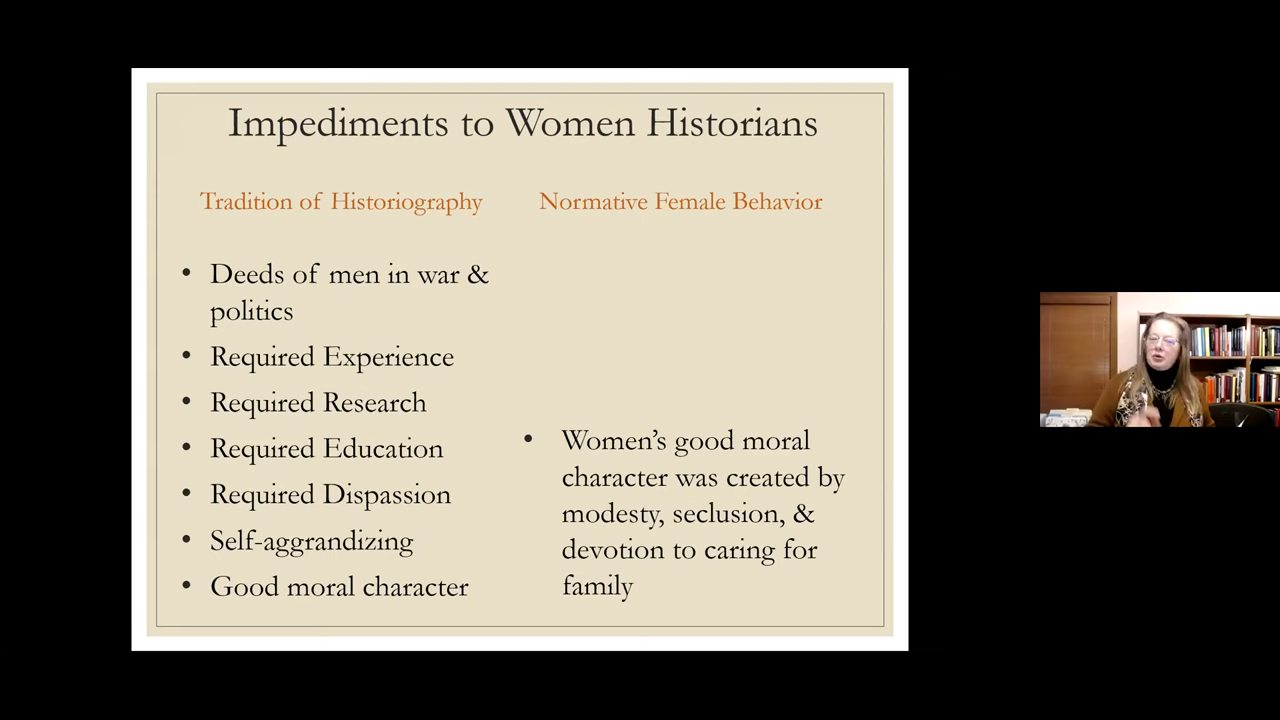 Impediments to Women Historians
Tradition of Historiography
Normative Female Behavior
• Deeds of men in war &
politics
• Required Experience
• Required Research
• Required Education
• Required Dispassion
• Self-aggrandizing
• Good moral character
• Women’s good moral
character was created by
modesty, seclusion, &
devotion to caring for
family